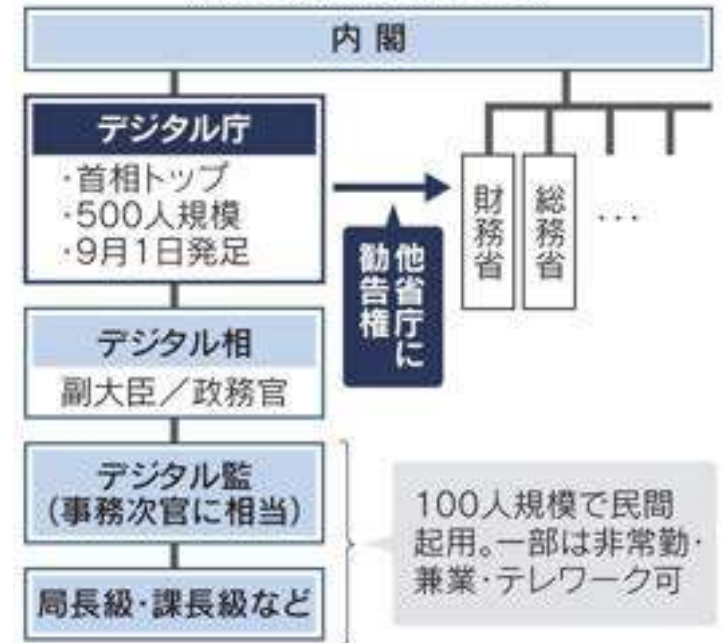 内閣
デジタル庁
・首相トップ
・500人規模
・9月1日発足
他省庁に
勧告権
財務省
総務省
・・・
デジタル相
副大臣／政務官
デジタル監
(事務次官に相当)
局長級・課長級など
100人規模で民間
起用。一部は非常勤・
兼業・テレワーク可